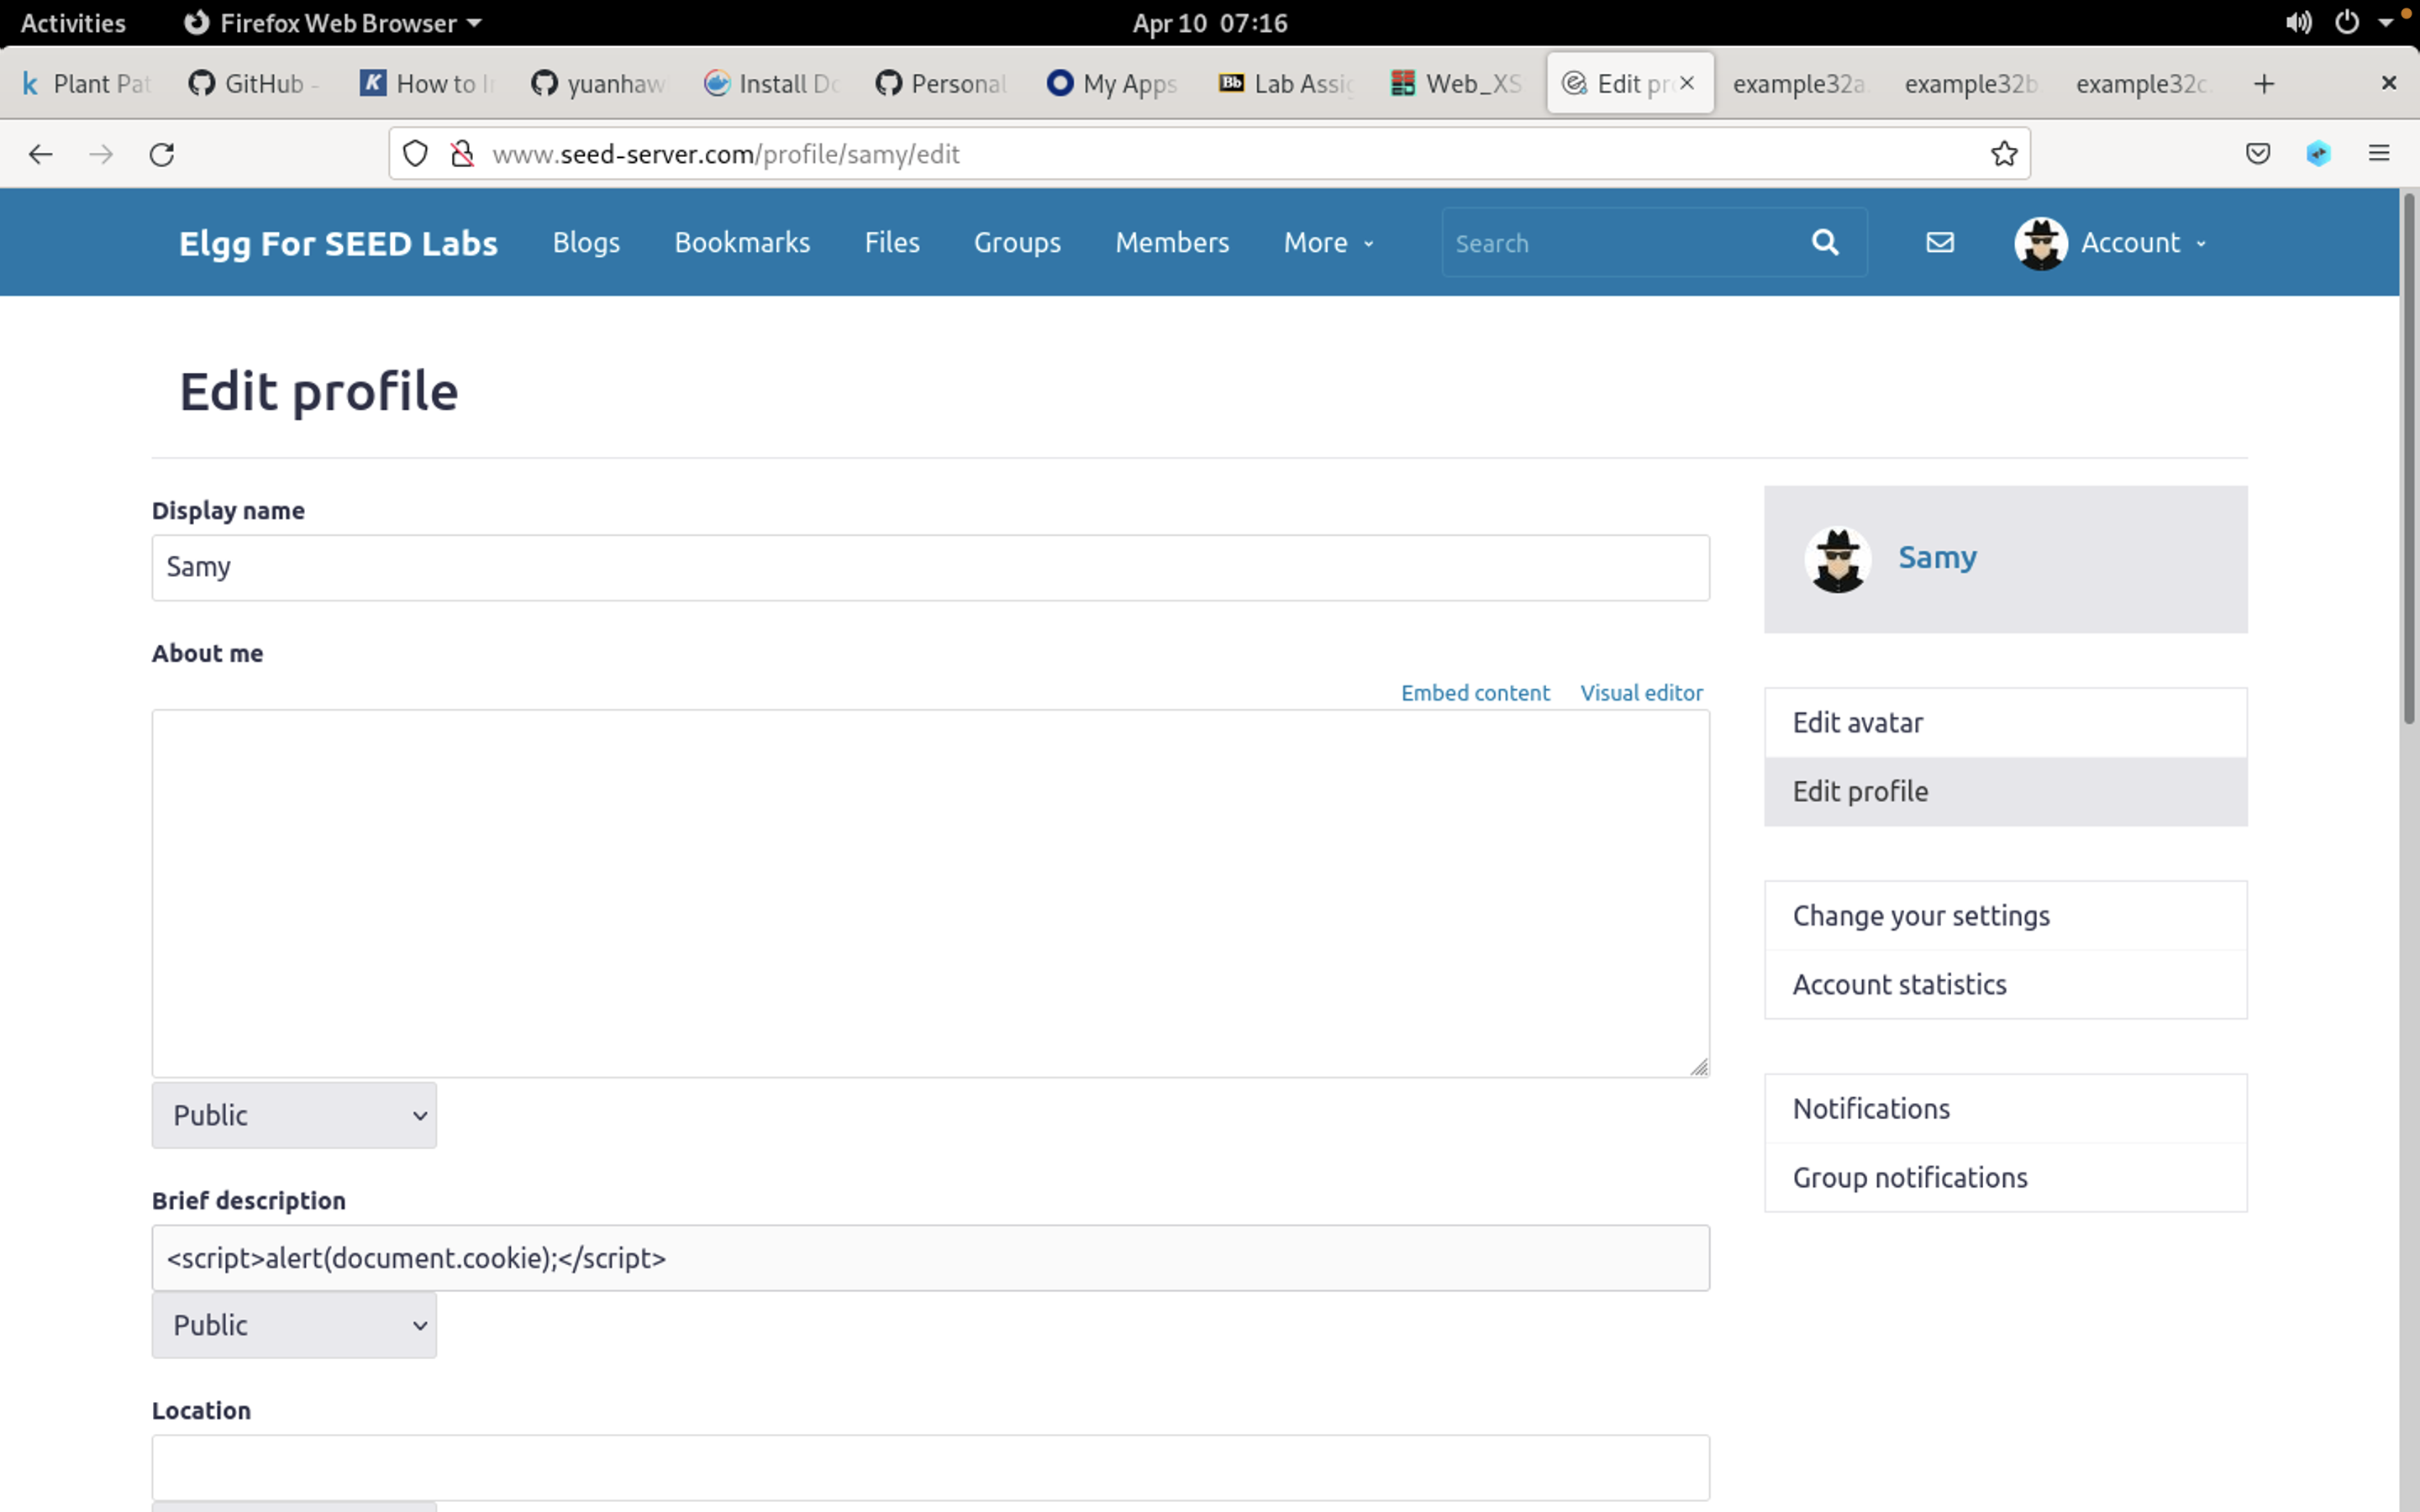 Activities Firefox Web Browser Apr 10 07:16
k Plant Pat GitHub - K How to I yuanhaw Install Do Personal My Apps Bb Lab Assig Web_XS Edit pr example32a. example32b example32c.
www.seed-server.com/profile/samy/edit
Elgg For SEED Labs Blogs Bookmarks Files Groups Members More Search Account
Edit profile
Display name
Samy
Samy
About me
Embed content Visual editor
Edit avatar
Edit profile
Change your settings
Account statistics
Public
Notifications
Group notifications
Brief description
<script>alert(document.cookie);</script>
Public
Location